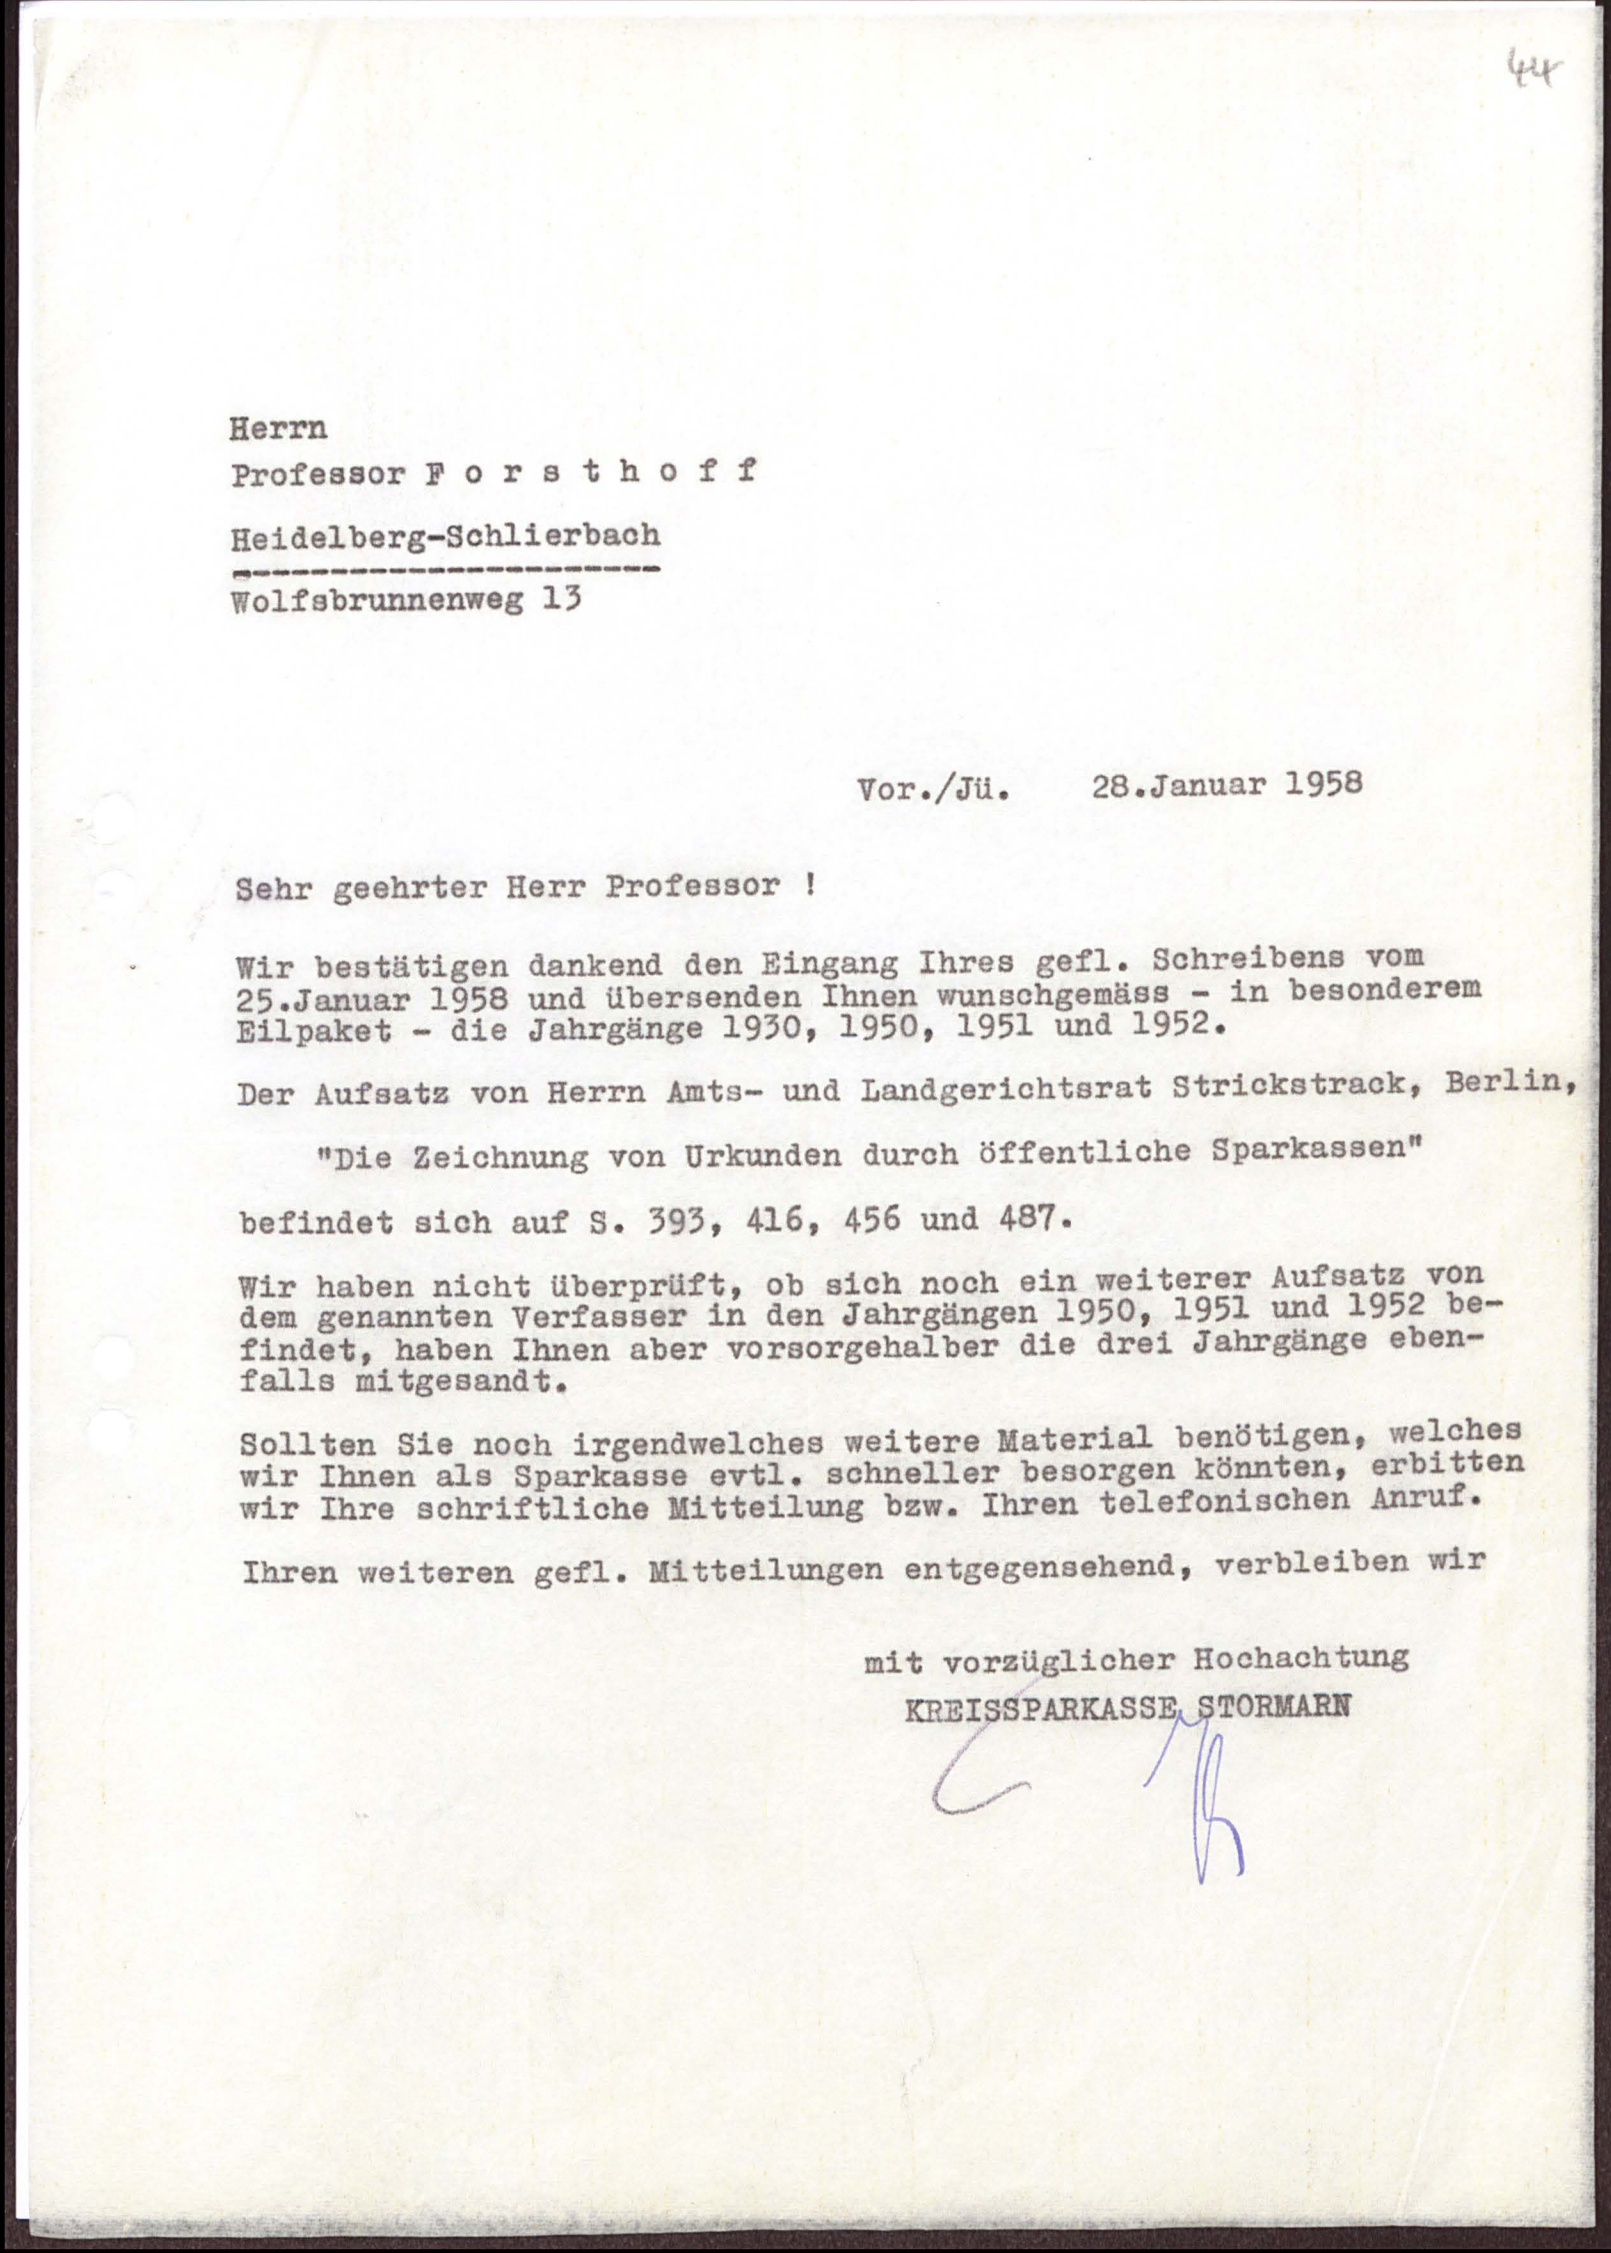 44
Herrn
Professor F o r s t h o f f
Heidelberg-Schlierbach
Wolfsbrunnenweg 13
Vor./Jü. 28.Januar 1958
Sehr geehrter Herr Professor !
Wir bestätigen dankend den Eingang Ihres gefl. Schreibens vom
25.Januar 1958 und übersenden Ihnen wunschgemäss - in besonderem
Eilpaket - die Jahrgänge 1930, 1950, 1951 und 1952.
Der Aufsatz von Herrn Amts- und Landgerichtsrat Strickstrack, Berlin,
"Die Zeichnung von Urkunden durch öffentliche Sparkassen"
befindet sich auf S. 393, 416, 456 und 487.
Wir haben nicht überprüft, ob sich noch ein weiterer Aufsatz von
dem genannten Verfasser in den Jahrgängen 1950, 1951 und 1952 be-
findet, haben Ihnen aber vorsorgehalber die drei Jahrgänge eben-
falls mitgesandt.
Sollten Sie noch irgendwelches weitere Material benötigen, welches
wir Ihnen als Sparkasse evtl. schneller besorgen könnten, erbitten
wir Ihre schriftliche Mitteilung bzw. Ihren telefonischen Anruf.
Ihren weiteren gefl. Mitteilungen entgegensehend, verbleiben wir
mit vorzüglicher Hochachtung
KREISSPARKASSE STORMARN